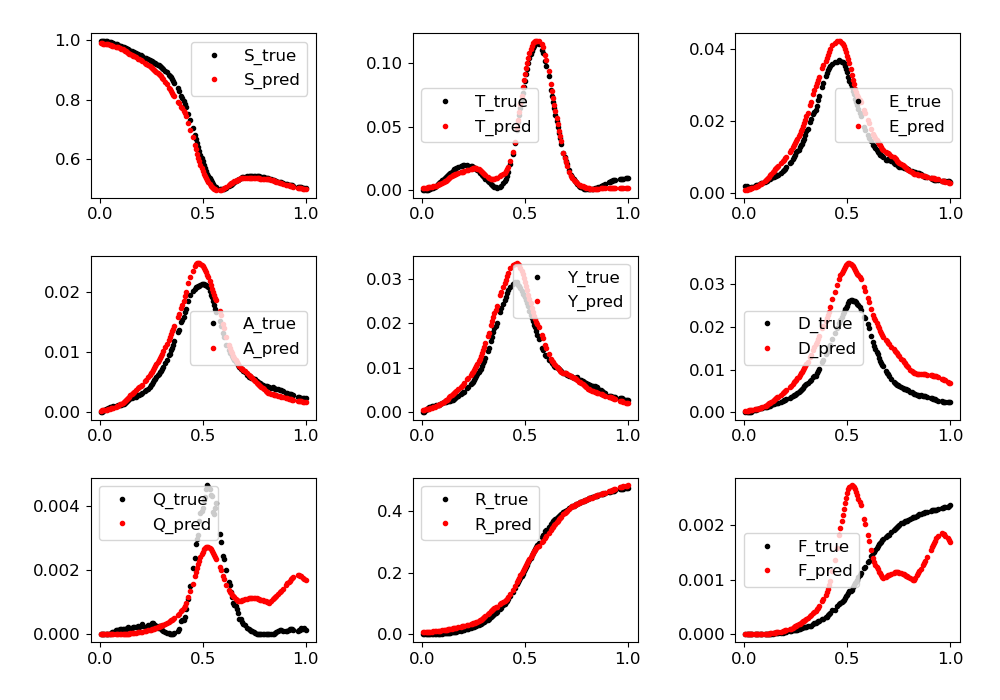 1.0
0.8
0.6
S_true
S_pred
0.0 0.5 1.0
0.10
0.05
0.00
T_true
T_pred
0.0 0.5 1.0
0.04
0.02
0.00
E_true
E_pred
0.0 0.5 1.0
0.02
0.01
0.00
A_true
A_pred
0.0 0.5 1.0
0.03
0.02
0.01
0.00
Y_true
Y_pred
0.0 0.5 1.0
0.03
0.02
0.01
0.00
D_true
D_pred
0.0 0.5 1.0
0.004
0.002
0.000
Q_true
Q_pred
0.0 0.5 1.0
0.4
0.2
0.0
R_true
R_pred
0.0 0.5 1.0
0.002
0.001
0.000
F_true
F_pred
0.0 0.5 1.0